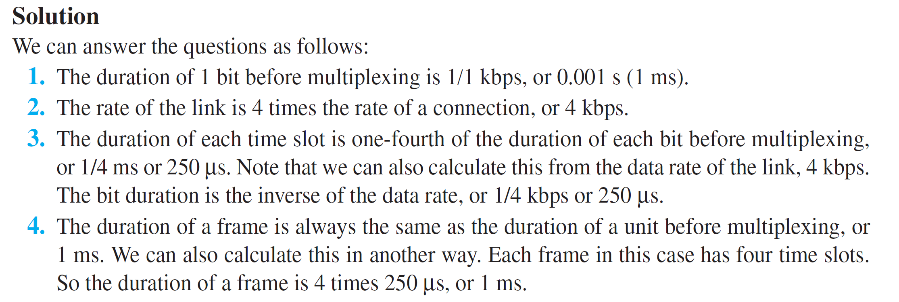 Solution
We can answer the questions as follows:
1. The duration of 1 bit before multiplexing is 1/1 kbps, or 0.001 s (1 ms).
2. The rate of the link is 4 times the rate of a connection, or 4 kbps.
3. The duration of each time slot is one-fourth of the duration of each bit before multiplexing,
or 1/4 ms or 250 μs. Note that we can also calculate this from the data rate of the link, 4 kbps.
The bit duration is the inverse of the data rate, or 1/4 kbps or 250 μs.
4. The duration of a frame is always the same as the duration of a unit before multiplexing, or
1 ms. We can also calculate this in another way. Each frame in this case has four time slots.
So the duration of a frame is 4 times 250 μs, or 1 ms.